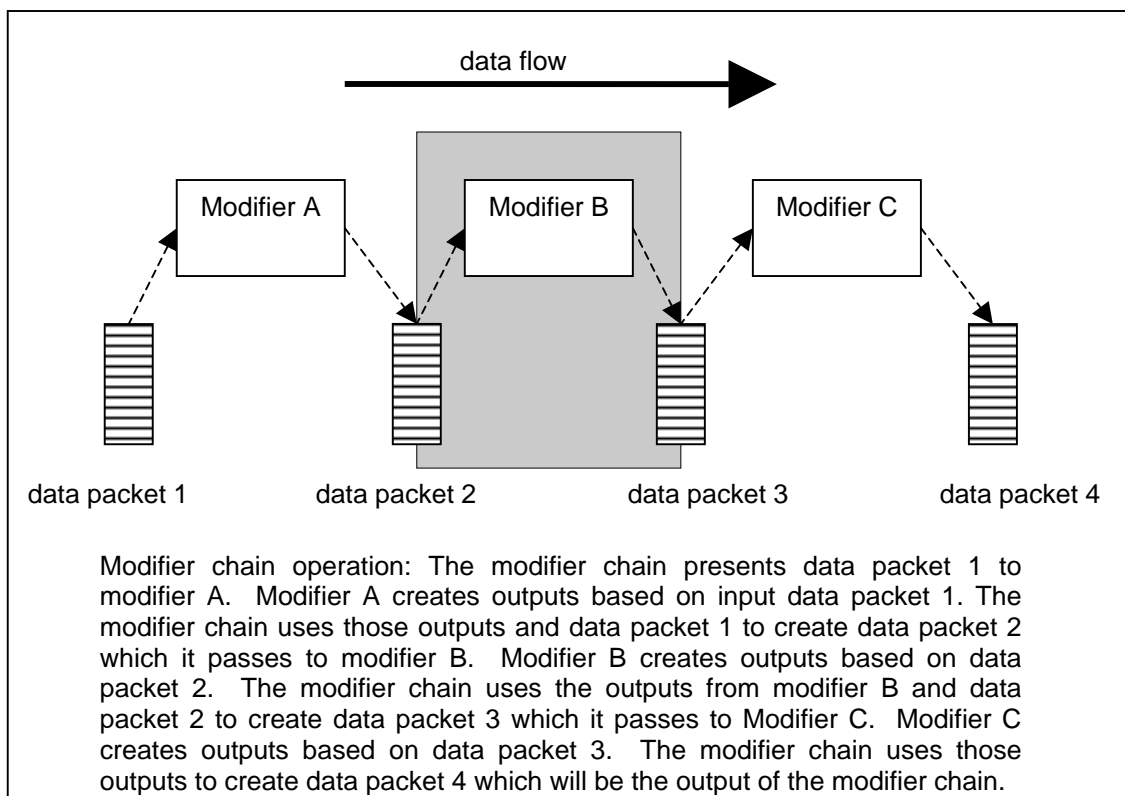 data flow
Modifier A
Modifier B
Modifier C
data packet 1
data packet 2
data packet 3
data packet 4
Modifier chain operation: The modifier chain presents data packet 1 to
modifier A.  Modifier A creates outputs based on input data packet 1. The
modifier chain uses those outputs and data packet 1 to create data packet 2
which it passes to modifier B.  Modifier B creates outputs based on data
packet 2.  The modifier chain uses the outputs from modifier B and data
packet 2 to create data packet 3 which it passes to Modifier C.  Modifier C
creates outputs based on data packet 3.  The modifier chain uses those
outputs to create data packet 4 which will be the output of the modifier chain.